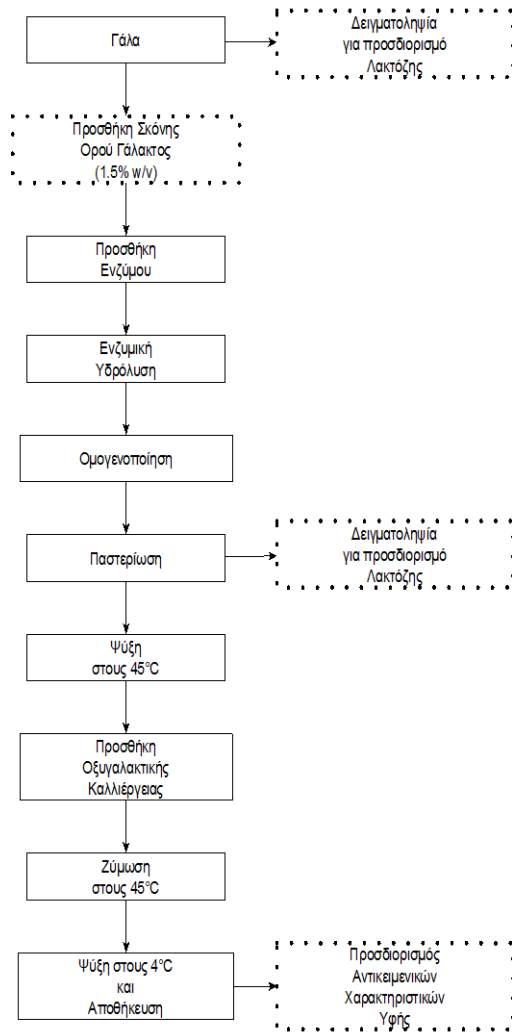 Γάλα
Δειγματοληψία
για προσδιορισμό
Λακτόζης
Προσθήκη Σκόνης
Ορού Γάλακτος
(1.5% w/v)
Προσθήκη
Ενζύμου
Ενζυμική
Υδρόλυση
Ομογενοποίηση
Παστερίωση
Δειγματοληψία
για προσδιορισμό
Λακτόζης
Ψύξη
στους 45°C
Προσθήκη
Οξυγαλακτικής
Καλλιέργειας
Ζύμωση
στους 45°C
Ψύξη στους 4°C
και
Αποθήκευση
Προσδιορισμός
Αντικειμενικών
Χαρακτηριστικών
Υφής